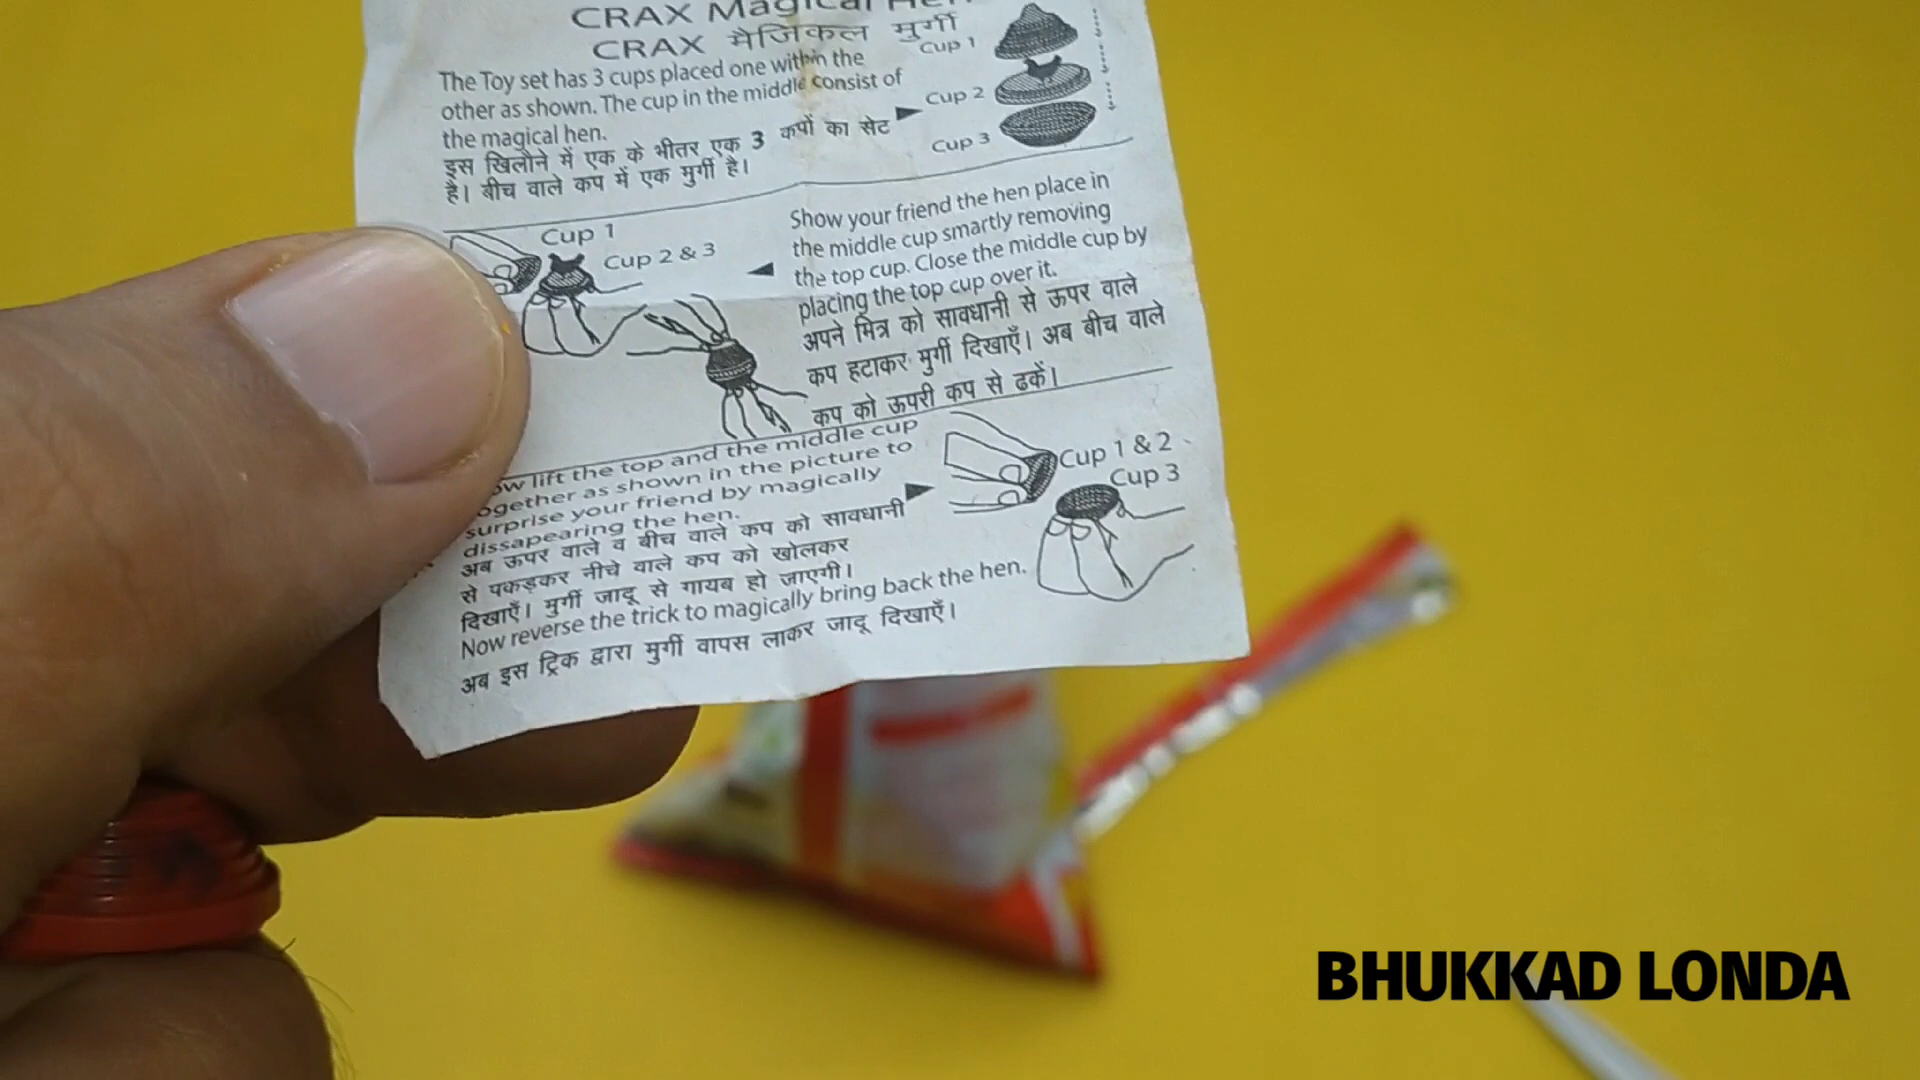 CRAX Magical Hen
CRAX मैजिकल मुर्गी
The Toy set has 3 cups placed one within the
other as shown. The cup in the middle consist of
the magical hen.
इस खिलौने में एक के भीतर एक 3 कपों का सेट
है। बीच वाले कप में एक मुर्गी है।
Cup 1
Cup 2
Cup 3
Cup 1
Cup 2 & 3
Show your friend the hen place in
the middle cup smartly removing
the top cup. Close the middle cup by
placing the top cup over it.
अपने मित्र को सावधानी से ऊपर वाले
कप हटाकर मुर्गी दिखाएँ। अब बीच वाले
कप को ऊपरी कप से ढकें।
ow lift the top and the middle cup
ogether as shown in the picture to
surprise your friend by magically
dissapearing the hen.
अब ऊपर वाले व बीच वाले कप को सावधानी
से पकड़कर नीचे वाले कप को खोलकर
दिखाएँ। मुर्गी जादू से गायब हो जाएगी।
Cup 1 & 2
Cup 3
Now reverse the trick to magically bring back the hen.
अब इस ट्रिक द्वारा मुर्गी वापस लाकर जादू दिखाएँ।
BHUKKAD LONDA